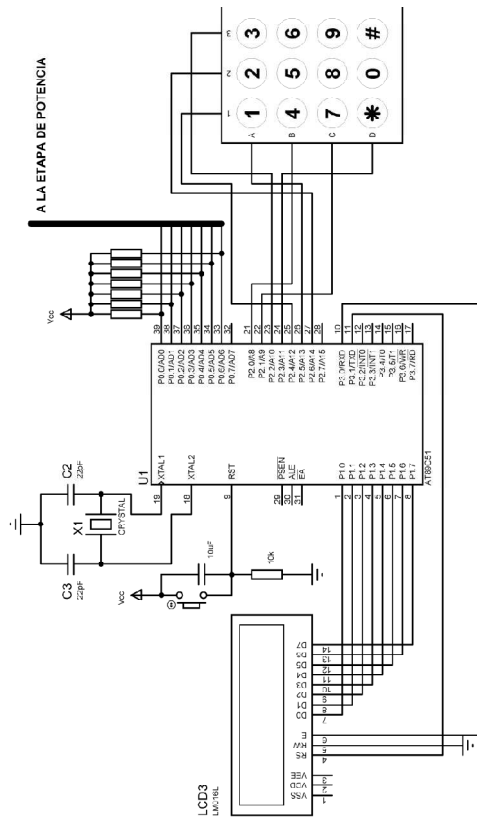 A LA ETAPA DE POTENCIA
Vcc
1 2 3
A B C D
1 2 3
4 5 6
7 8 9
* 0 #
C3
22pF
C2
22pF
X1
CRYSTAL
Vcc
10uF
10k
U1
19 XTAL1
18 XTAL2
9 RST
29 PSEN
30 ALE
31 EA
1 P1.0
2 P1.1
3 P1.2
4 P1.3
5 P1.4
6 P1.5
7 P1.6
8 P1.7
P0.0/AD0 39
P0.1/AD1 38
P0.2/AD2 37
P0.3/AD3 36
P0.4/AD4 35
P0.5/AD5 34
P0.6/AD6 33
P0.7/AD7 32
P2.0/A8 21
P2.1/A9 22
P2.2/A10 23
P2.3/A11 24
P2.4/A12 25
P2.5/A13 26
P2.6/A14 27
P2.7/A15 28
P3.0/RXD 10
P3.1/TXD 11
P3.2/INT0 12
P3.3/INT1 13
P3.4/T0 14
P3.5/T1 15
P3.6/WR 16
P3.7/RD 17
AT89C51
LCD3
LM016L
VSS 1
VEE 3
RS 4
RW 5
E 6
D0 7
D1 8
D2 9
D3 10
D4 11
D5 12
D7 14